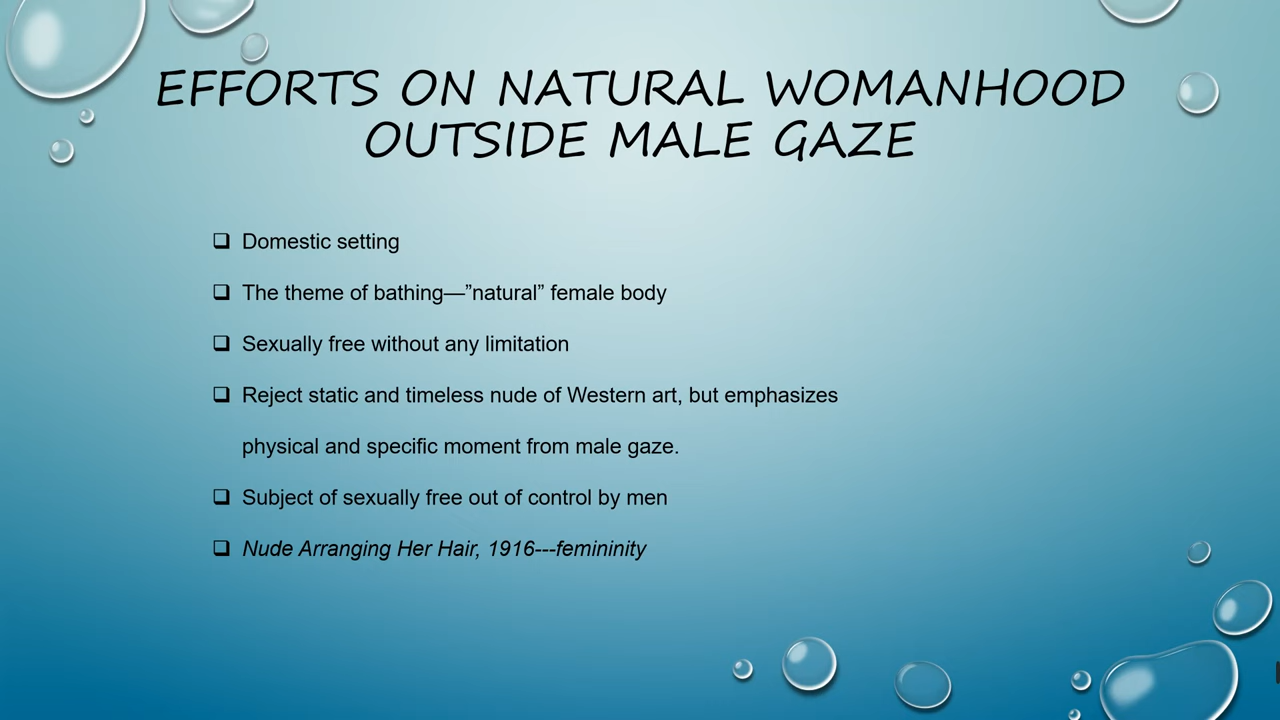 EFFORTS ON NATURAL WOMANHOOD
OUTSIDE MALE GAZE
❑ Domestic setting
❑ The theme of bathing—”natural” female body
❑ Sexually free without any limitation
❑ Reject static and timeless nude of Western art, but emphasizes
physical and specific moment from male gaze.
❑ Subject of sexually free out of control by men
❑ Nude Arranging Her Hair, 1916---femininity